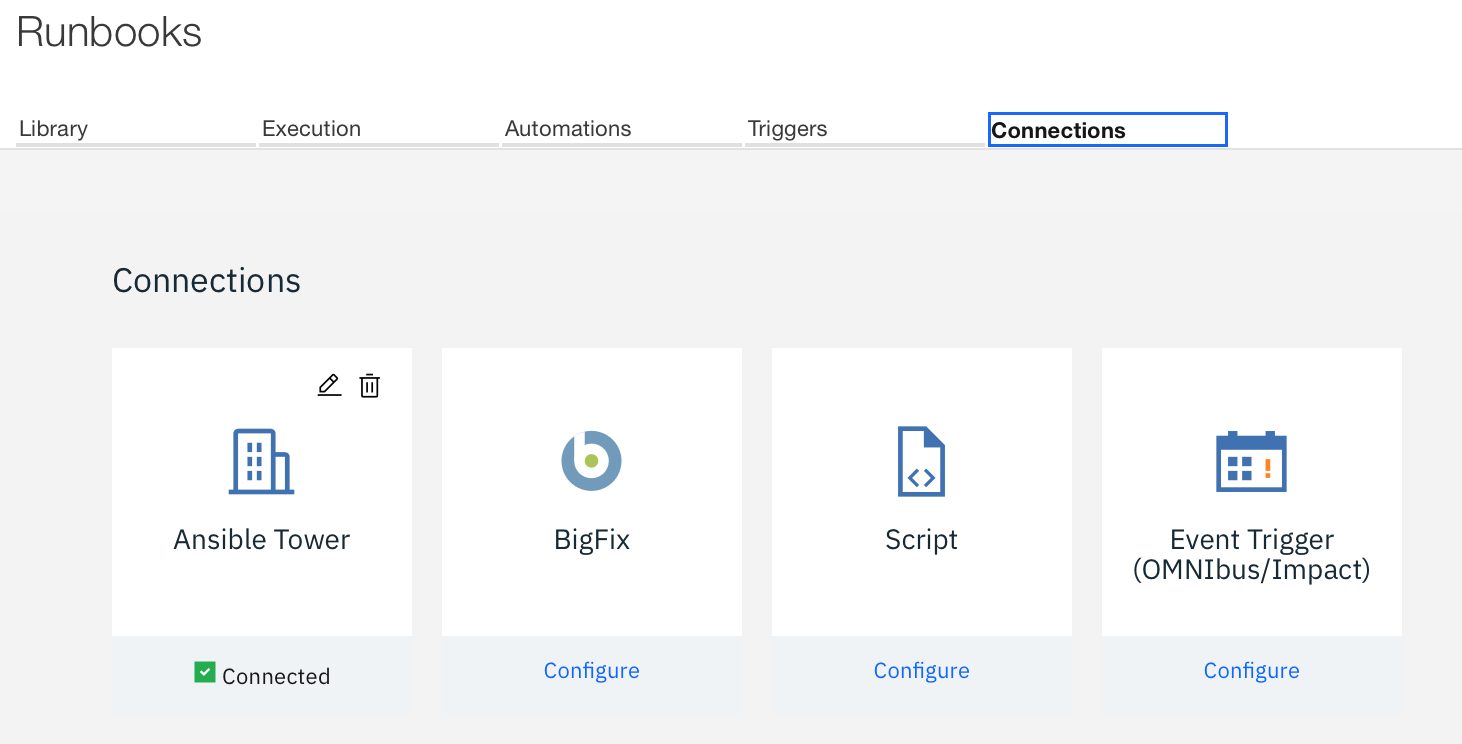 Runbooks
Library
Execution
Automations
Triggers
Connections
Connections
Ansible Tower
BigFix
Script
Event Trigger
(OMNIbus/Impact)
Connected
Configure
Configure
Configure